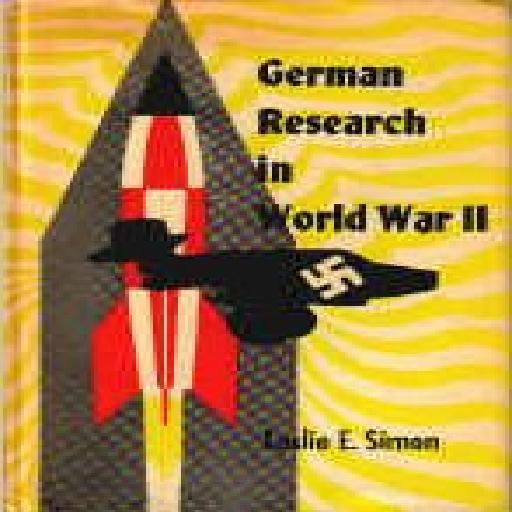 German
Research
in
World War II
Leslie E. Simon